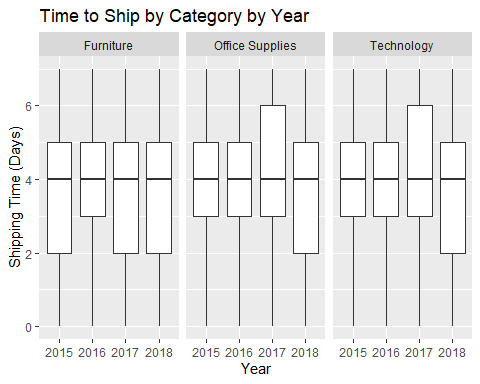 Time to Ship by Category by Year
Furniture
Office Supplies
Technology
Shipping Time (Days)
6
4
2
0
2015 2016 2017 2018
2015 2016 2017 2018
2015 2016 2017 2018
Year